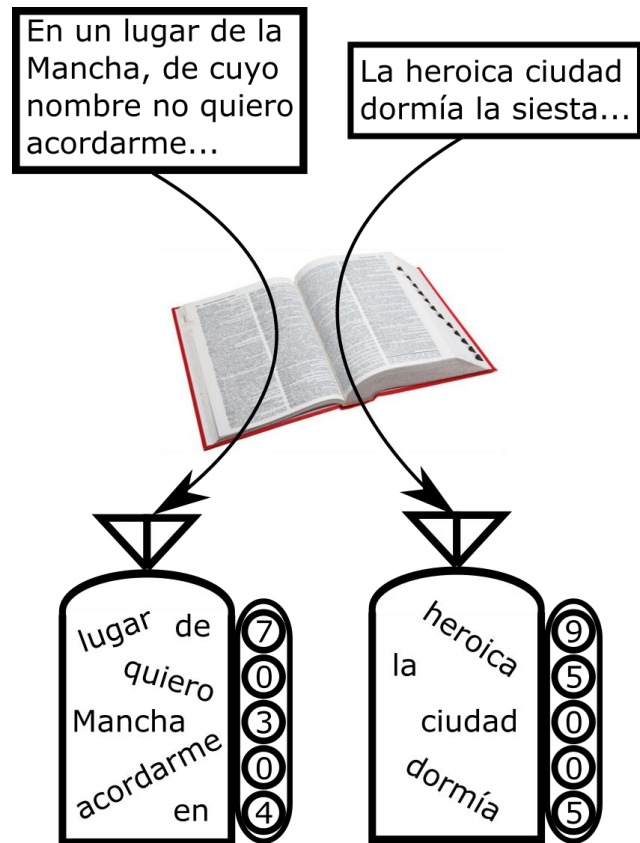 En un lugar de la
Mancha, de cuyo
nombre no quiero
acordarme...
La heroica ciudad
dormía la siesta...
lugar de
quiero
Mancha
acordarme
en
7
0
3
0
4
heroica
la
ciudad
dormía
9
5
0
0
5